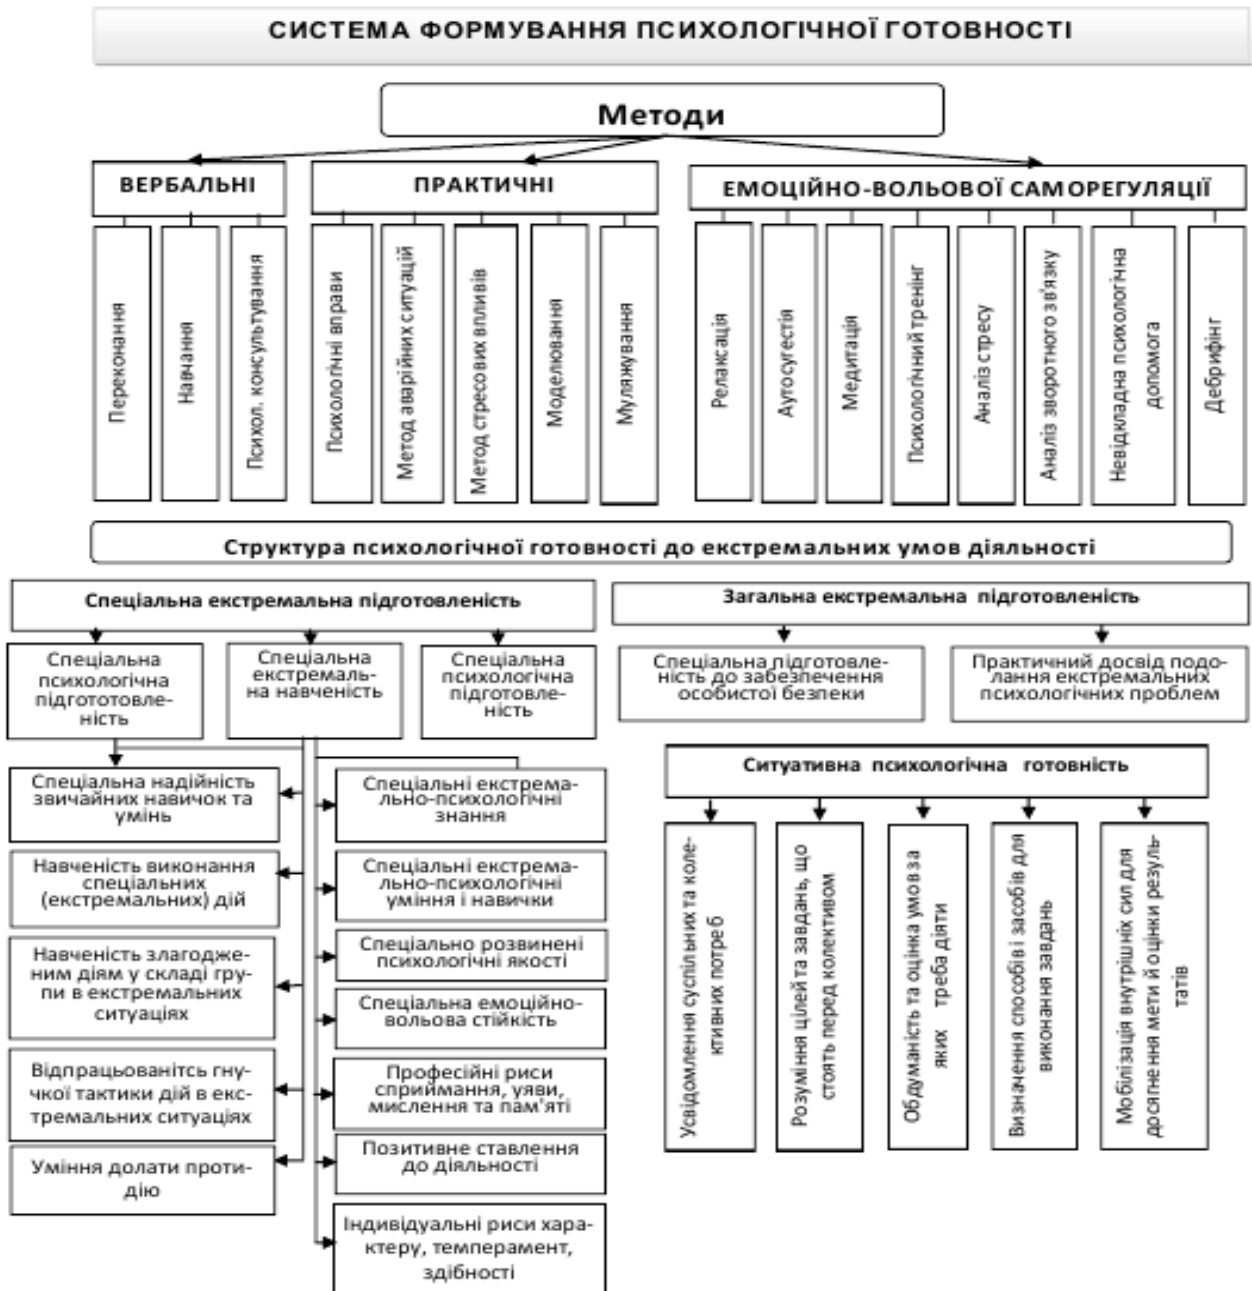 СИСТЕМА ФОРМУВАННЯ ПСИХОЛОГІЧНОЇ ГОТОВНОСТІ
Методи
ВЕРБАЛЬНІ
ПРАКТИЧНІ
ЕМОЦІЙНО-ВОЛЬОВОЇ САМОРЕГУЛЯЦІЇ
Переконання
Навчання
Психол. консультування
Психологічні вправи
Метод аварійних ситуацій
Метод стресових впливів
Моделювання
Муляжування
Релаксація
Аутосугестія
Медитація
Психологічний тренінг
Аналіз стресу
Аналіз зворотного зв'язку
Невідкладна психологічна
допомога
Дебрифінг
Структура психологічної готовності до екстремальних умов діяльності
Спеціальна екстремальна підготовленість
Спеціальна
психологічна
підгототовле-
ність
Спеціальна
екстремаль-
на навченість
Спеціальна
психологічна
підготовле-
ність
Спеціальна надійність
звичайних навичок та
умінь
Навченість виконання
спеціальних
(екстремальних) дій
Навченість злагодже-
ним діям у складі гру-
пи в екстремальних
ситуаціях
Відпрацьованітсь гну-
чкої тактики дій в екс-
тремальних ситуаціях
Уміння долати проти-
дію
Спеціальні екстрема-
льно-психологічні
знання
Спеціальні екстрема-
льно-психологічні
уміння і навички
Спеціально розвинені
психологічні якості
Спеціальна емоційно-
вольова стійкість
Професійні риси
сприймання, уяви,
мислення та пам'яті
Позитивне ставлення
до діяльності
Індивідуальні риси хара-
ктеру, темперамент,
здібності
Загальна екстремальна підготовленість
Спеціальна підготовле-
ність до забезпечення
особистої безпеки
Практичний досвід подо-
лання екстремальних
психологічних проблем
Ситуативна психологічна готовність
Усвідомлення суспільних та коле-
ктивних потреб
Розуміння цілей та завдань, що
стоять перед колективом
Обдуманість та оцінка умов за
яких треба діяти
Визначення способів і засобів для
виконання завдань
Мобілізація внутрішніх сил для
досягнення мети й оцінки резуль-
татів